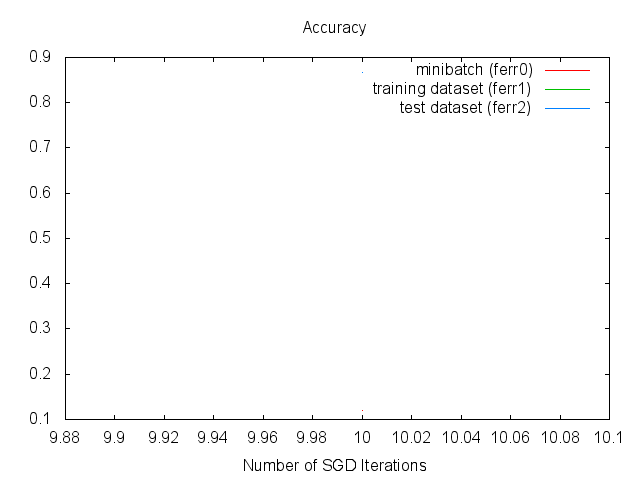 Accuracy
0.9
0.8
0.7
0.6
0.5
0.4
0.3
0.2
0.1
minibatch (ferr0)
training dataset (ferr1)
test dataset (ferr2)
9.88 9.9 9.92 9.94 9.96 9.98 10 10.02 10.04 10.06 10.08 10.1
Number of SGD Iterations